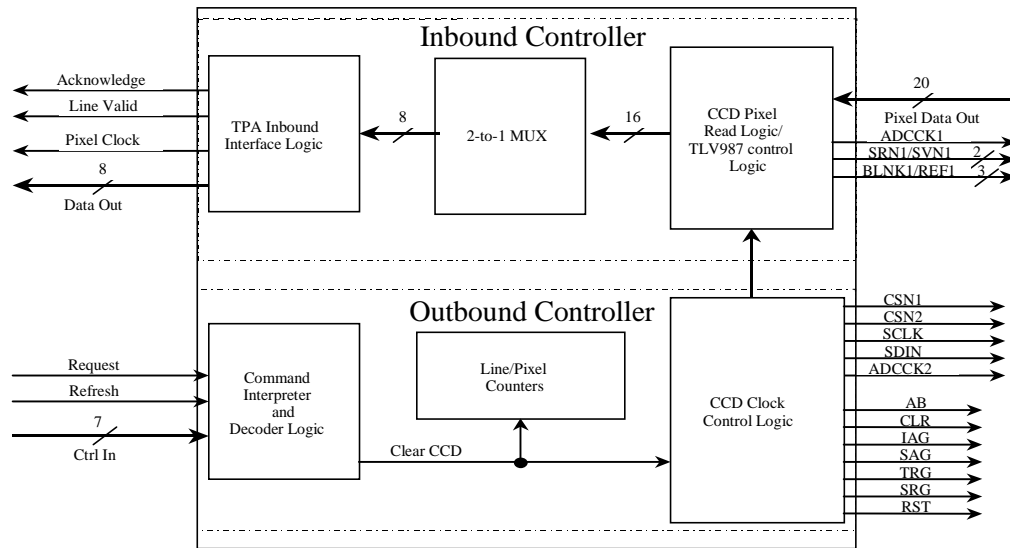 Inbound Controller
Acknowledge
Line Valid
Pixel Clock
8
Data Out
TPA Inbound
Interface Logic
8
2-to-1 MUX
16
CCD Pixel
Read Logic/
TLV987 control
Logic
20
Pixel Data Out
ADCCK1
SRN1/SVN1
2
BLNK1/REF1
3
Outbound Controller
Request
Refresh
7
Ctrl In
Command
Interpreter
and
Decoder Logic
Line/Pixel
Counters
Clear CCD
CCD Clock
Control Logic
CSN1
CSN2
SCLK
SDIN
ADCCK2
AB
CLR
IAG
SAG
TRG
SRG
RST